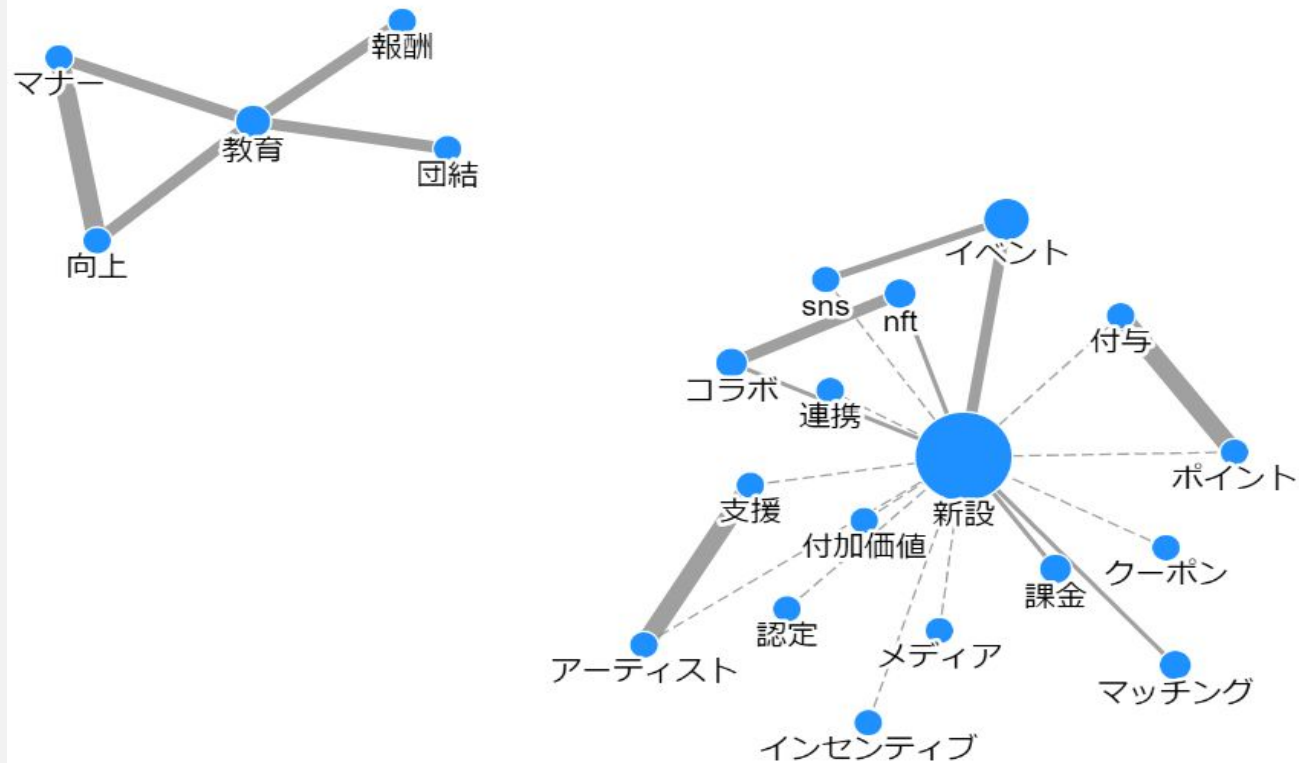 報酬
マナー
教育
団結
向上
イベント
sns
nft
付与
コラボ
連携
ポイント
支援
新設
付加価値
クーポン
課金
認定
メディア
アーティスト
マッチング
インセンティブ